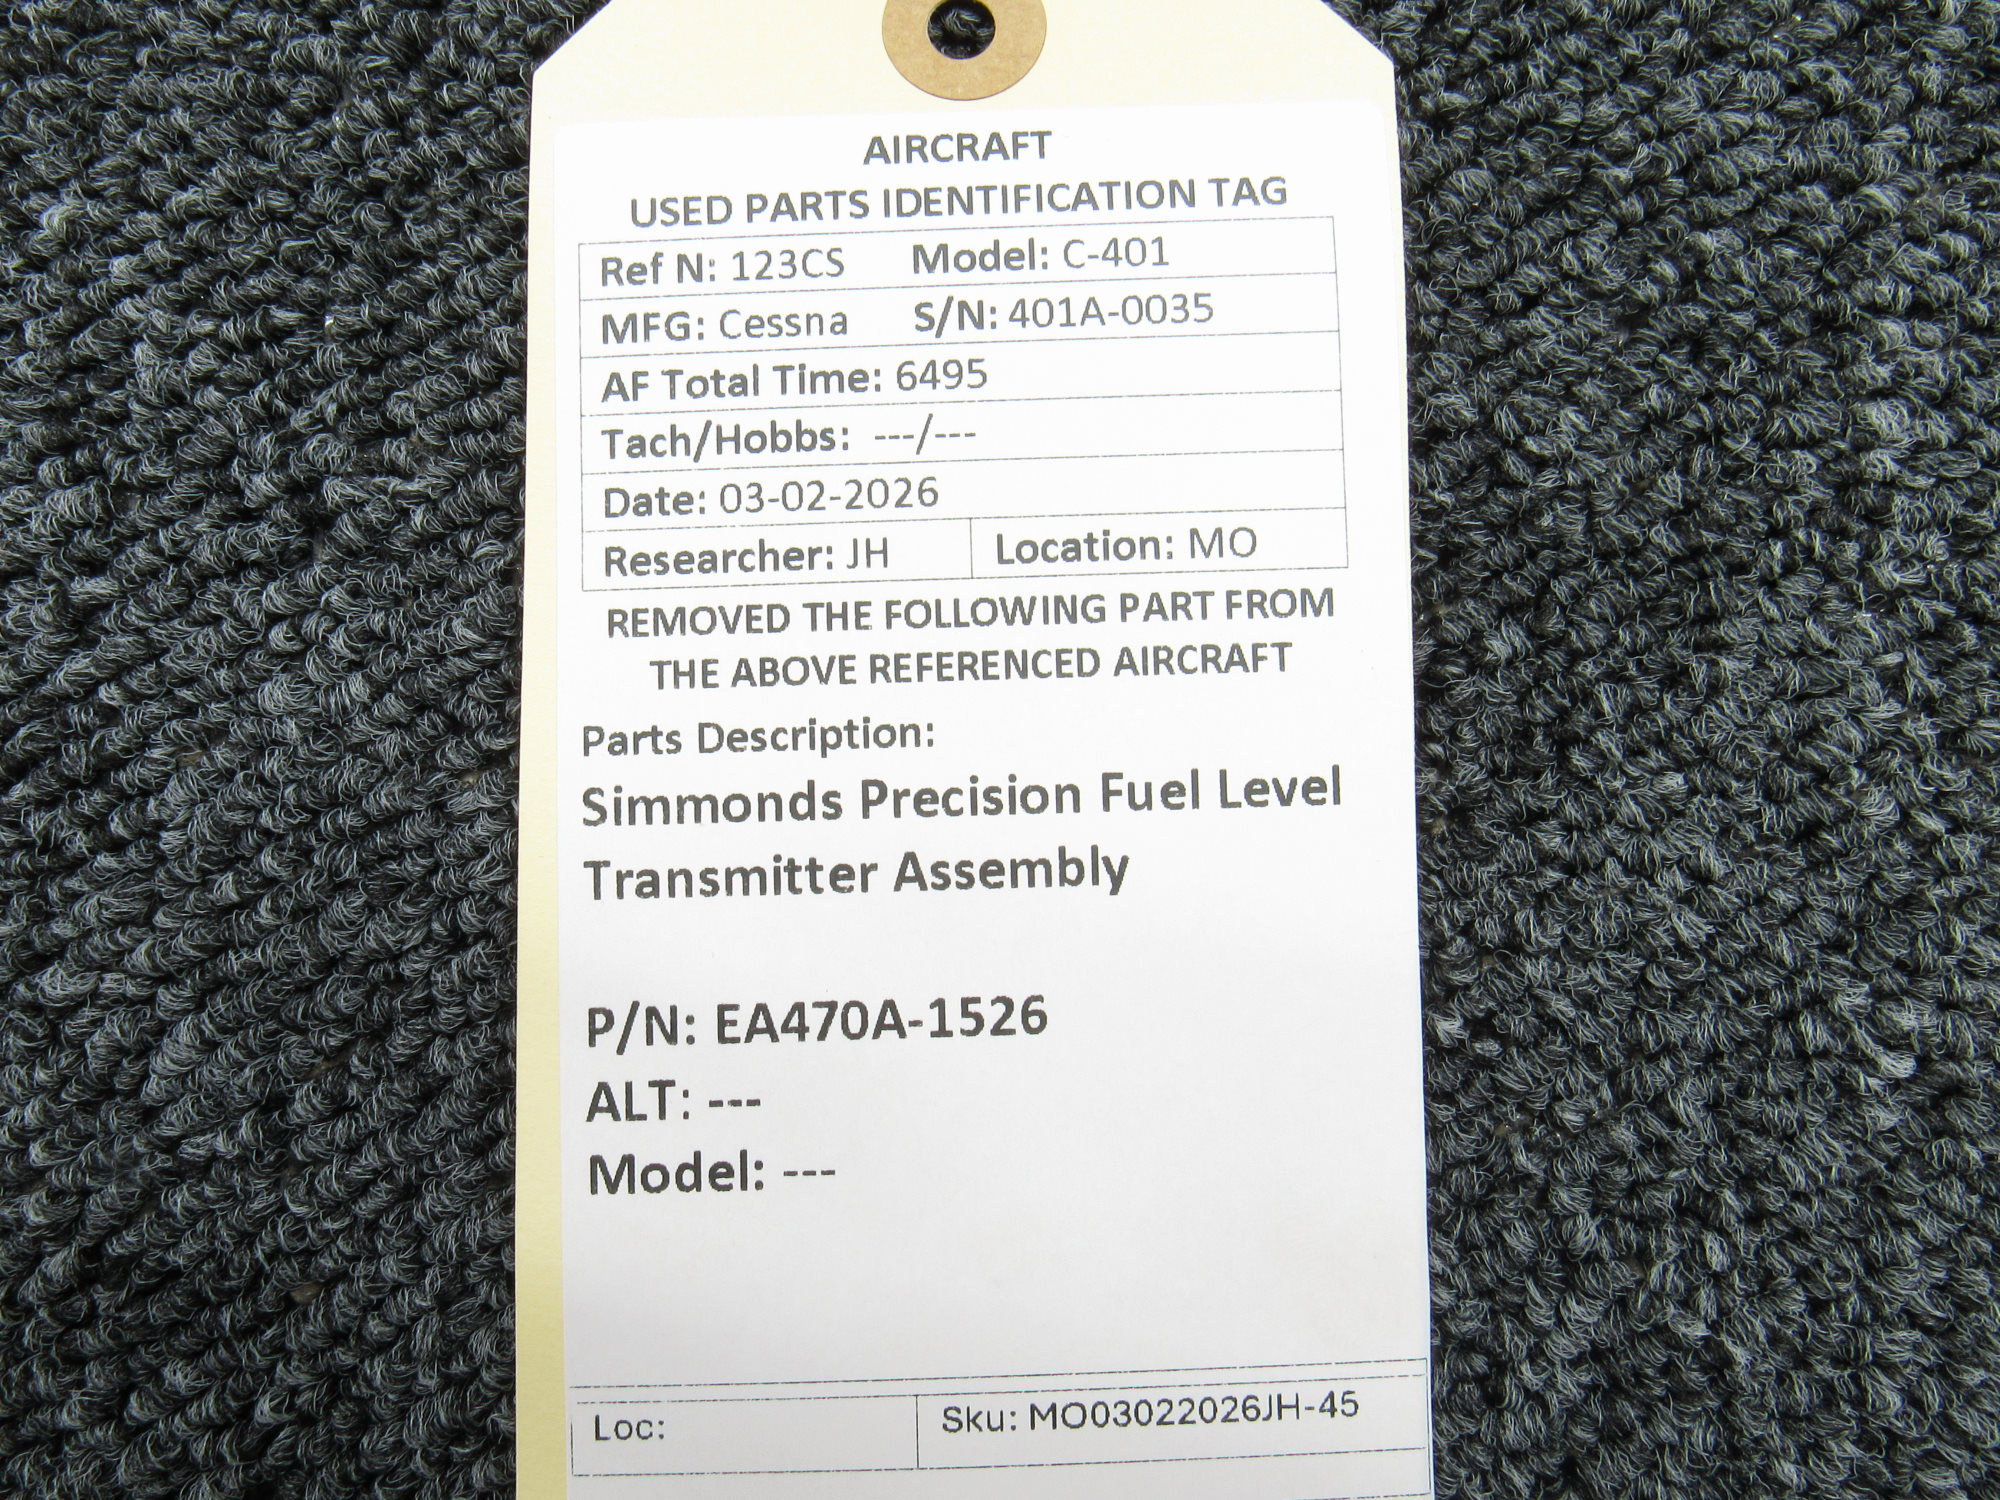 AIRCRAFT
USED PARTS IDENTIFICATION TAG
Ref N: 123CS Model: C-401
MFG: Cessna S/N: 401A-0035
AF Total Time: 6495
Tach/Hobbs: ---/---
Date: 03-02-2026
Researcher: JH Location: MO
REMOVED THE FOLLOWING PART FROM
THE ABOVE REFERENCED AIRCRAFT
Parts Description:
Simmonds Precision Fuel Level
Transmitter Assembly
P/N: EA470A-1526
ALT: ---
Model: ---
Loc: Sku: MO03022026JH-45